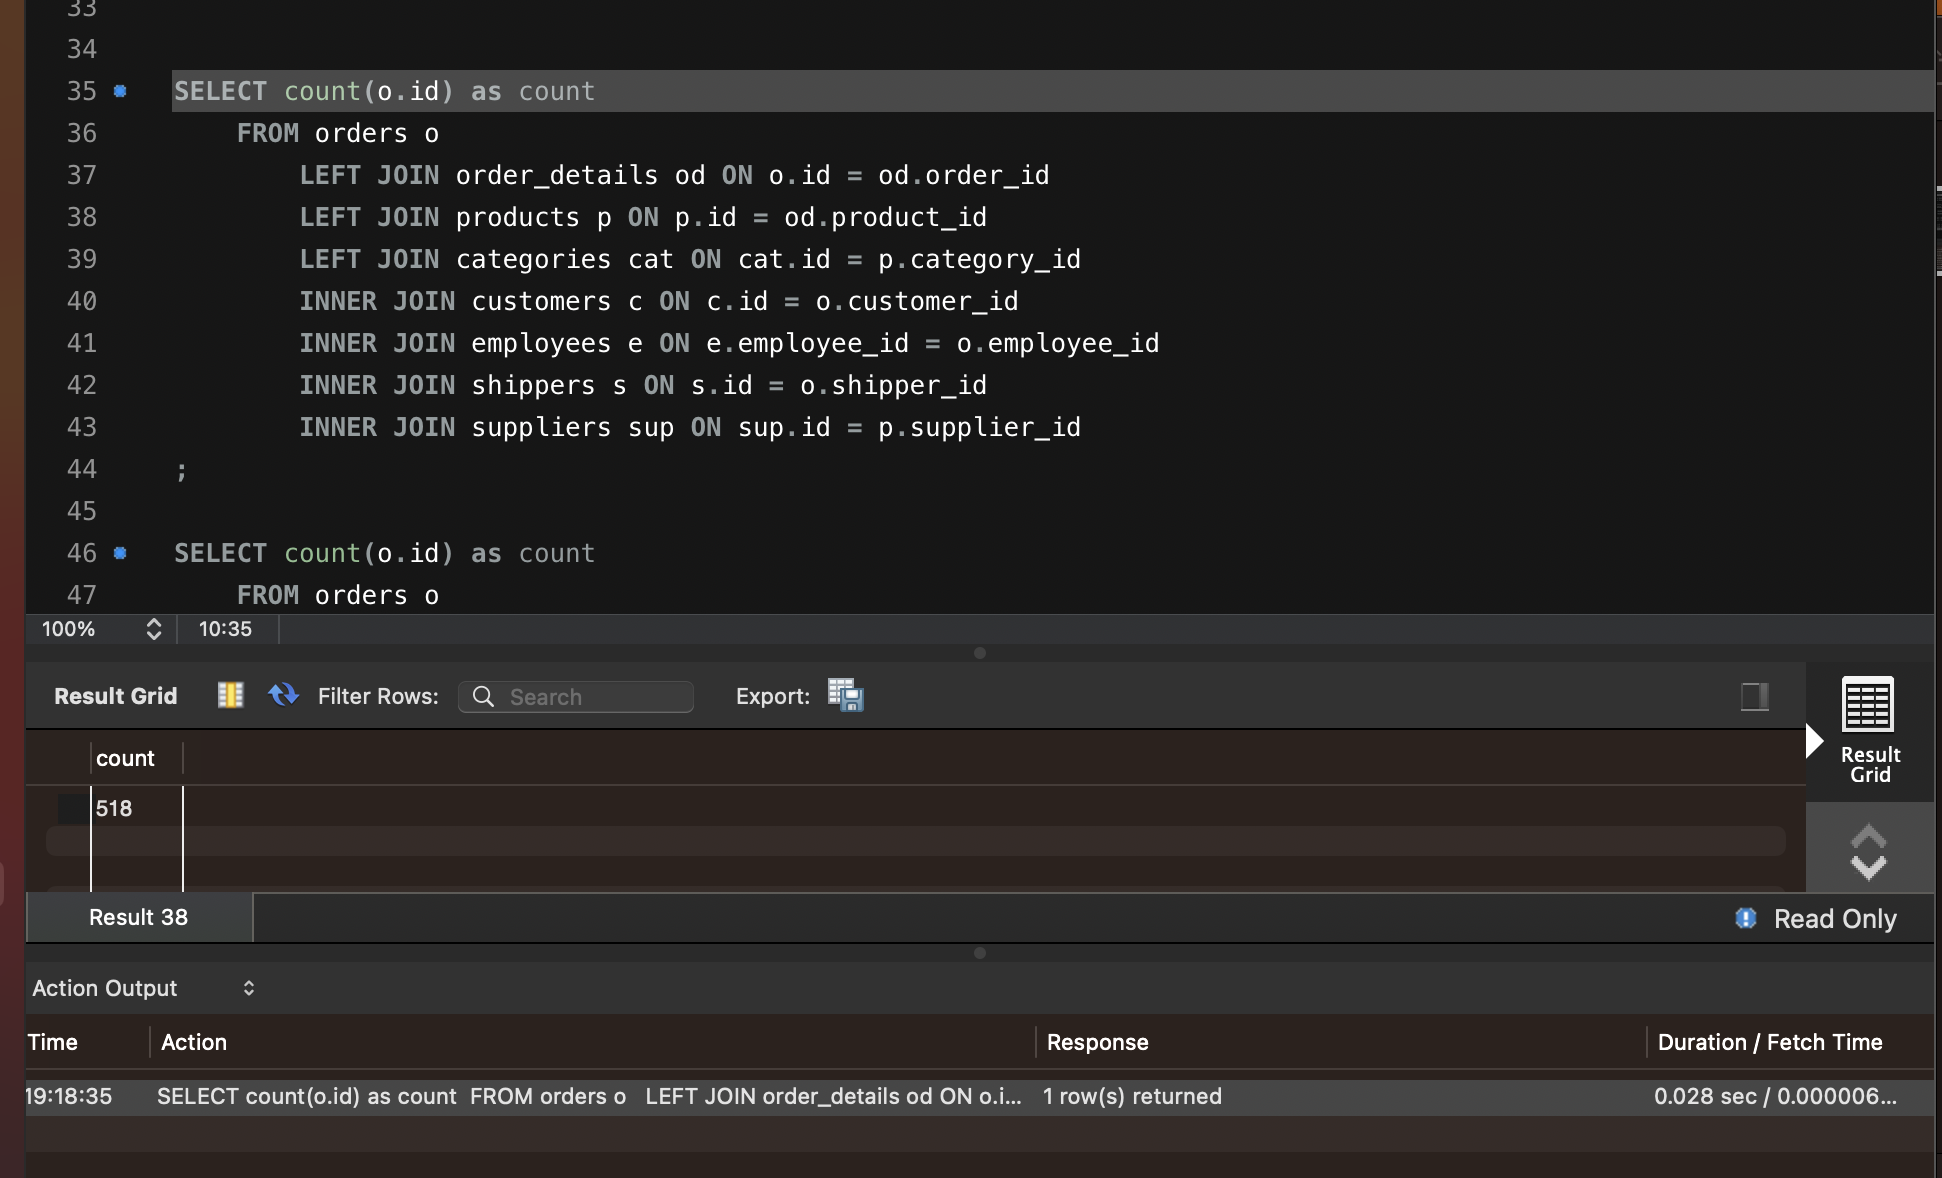 33
34
35 SELECT count(o.id) as count
36 FROM orders o
37 LEFT JOIN order_details od ON o.id = od.order_id
38 LEFT JOIN products p ON p.id = od.product_id
39 LEFT JOIN categories cat ON cat.id = p.category_id
40 INNER JOIN customers c ON c.id = o.customer_id
41 INNER JOIN employees e ON e.employee_id = o.employee_id
42 INNER JOIN shippers s ON s.id = o.shipper_id
43 INNER JOIN suppliers sup ON sup.id = p.supplier_id
44 ;
45
46 SELECT count(o.id) as count
47 FROM orders o
100% 10:35
Result Grid Filter Rows: Search Export:
Result
Grid
count
518
Result 38 Read Only
Action Output
Time Action Response Duration / Fetch Time
19:18:35 SELECT count(o.id) as count FROM orders o LEFT JOIN order_details od ON o.i... 1 row(s) returned 0.028 sec / 0.000006...